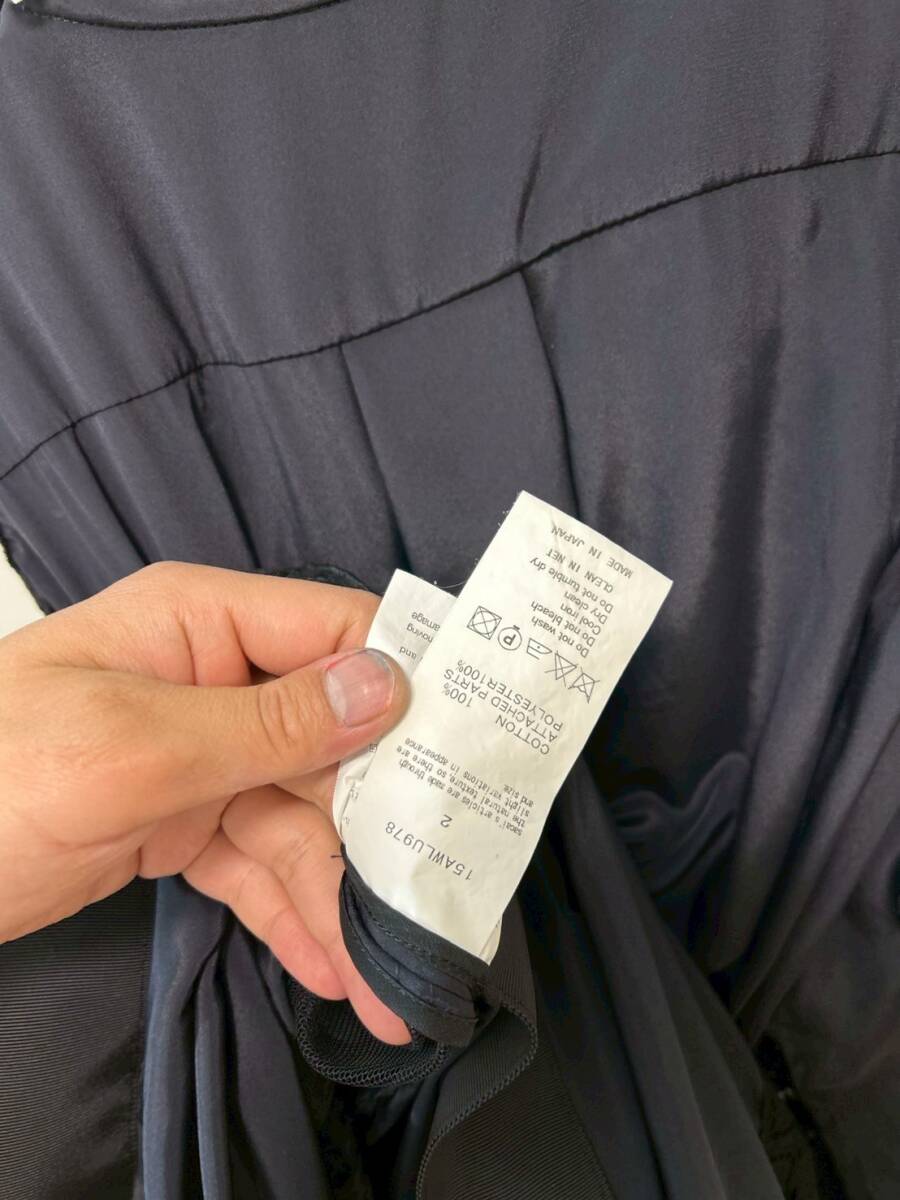 15AWLU978
2
sacai's articles are made through
the natural texture, so there are
slight variations in appearance
and size.
COTTON 100%
ATTACHED PARTS
POLYESTER100%
Do not wash
Do not bleach
Cool iron
Dry clean
Do not tumble dry
CLEAN IN NET
MADE IN JAPAN
and